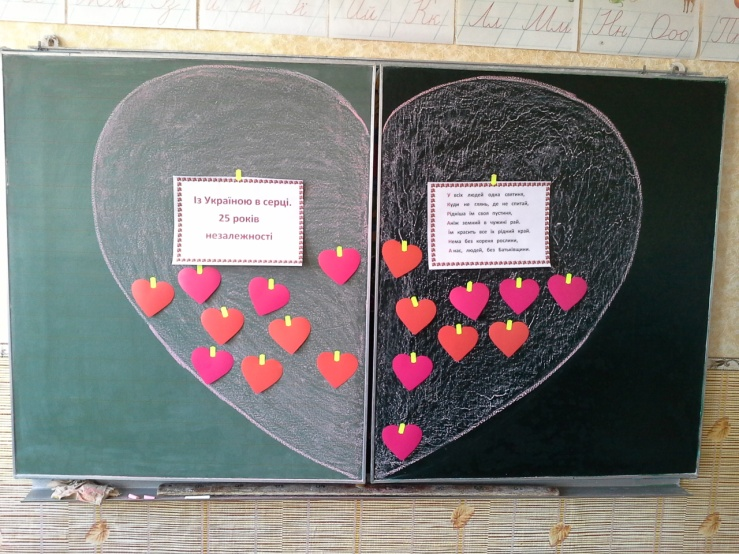 Йй Кк Лл Мм Нн Оо П
Із Україною в серці.
25 років
незалежності
У всіх людей одна святиня,
Куди не глянь, де не спитай,
Рідніша їм своя пустиня,
Аніж земний в чужині рай.
Їм красить все їх рідний край.
Нема без кореня рослини,
А нас, людей, без Батьківщини.